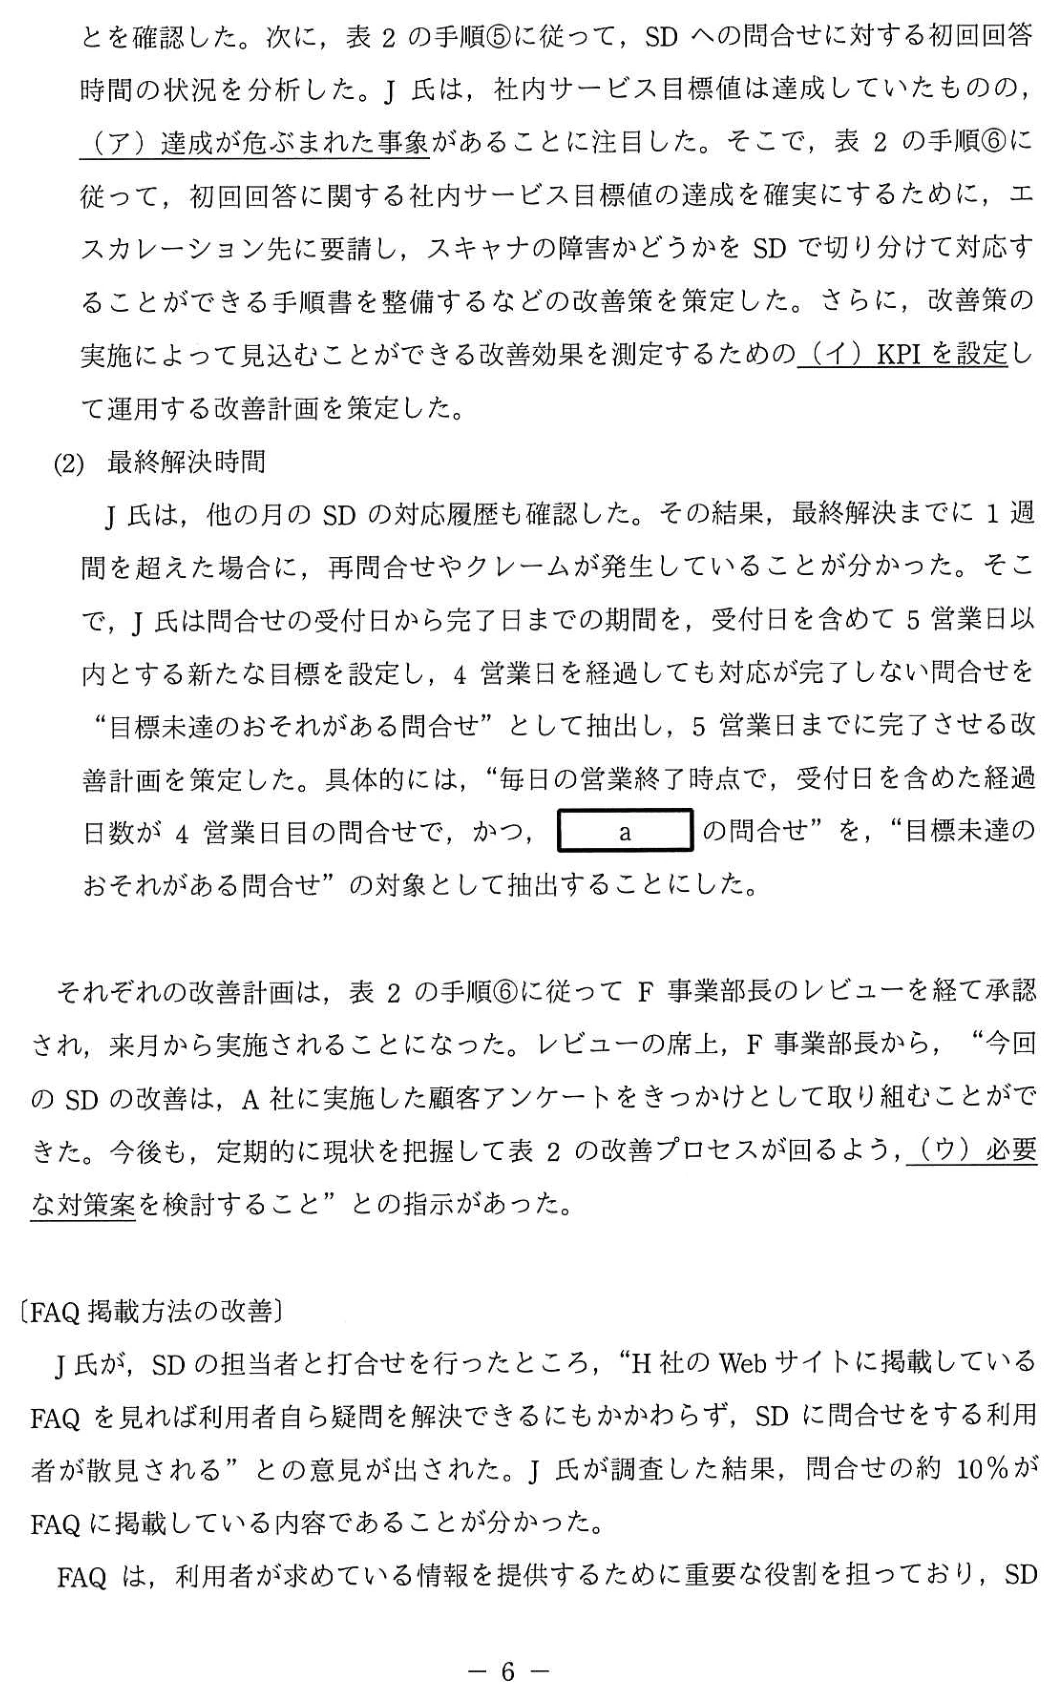 とを確認した。次に，表 2 の手順⑤に従って，SD への問合せに対する初回回答
時間の状況を分析した。J 氏は，社内サービス目標値は達成していたものの，
（ア）達成が危ぶまれた事象があることに注目した。そこで，表 2 の手順⑥に
従って，初回回答に関する社内サービス目標値の達成を確実にするために，エ
スカレーション先に要請し，スキャナの障害かどうかを SD で切り分けて対応す
ることができる手順書を整備するなどの改善策を策定した。さらに，改善策の
実施によって見込むことができる改善効果を測定するための（イ）KPI を設定し
て運用する改善計画を策定した。
(2) 最終解決時間
J 氏は，他の月の SD の対応履歴も確認した。その結果，最終解決までに 1 週
間を超えた場合に，再問合せやクレームが発生していることが分かった。そこ
で，J 氏は問合せの受付日から完了日までの期間を，受付日を含めて 5 営業日以
内とする新たな目標を設定し，4 営業日を経過しても対応が完了しない問合せを
“目標未達のおそれがある問合せ”として抽出し，5 営業日までに完了させる改
善計画を策定した。具体的には，“毎日の営業終了時点で，受付日を含めた経過
日数が 4 営業日目の問合せで，かつ， a の問合せ”を，“目標未達の
おそれがある問合せ”の対象として抽出することにした。
それぞれの改善計画は，表 2 の手順⑥に従って F 事業部長のレビューを経て承認
され，来月から実施されることになった。レビューの席上，F 事業部長から，“今回
の SD の改善は，A 社に実施した顧客アンケートをきっかけとして取り組むことがで
きた。今後も，定期的に現状を把握して表 2 の改善プロセスが回るよう，（ウ）必要
な対策案を検討すること”との指示があった。
〔FAQ 掲載方法の改善〕
J 氏が，SD の担当者と打合せを行ったところ，“H 社の Web サイトに掲載している
FAQ を見れば利用者自ら疑問を解決できるにもかかわらず，SD に問合せをする利用
者が散見される”との意見が出された。J 氏が調査した結果，問合せの約 10％が
FAQ に掲載している内容であることが分かった。
FAQ は，利用者が求めている情報を提供するために重要な役割を担っており，SD
－ 6 －